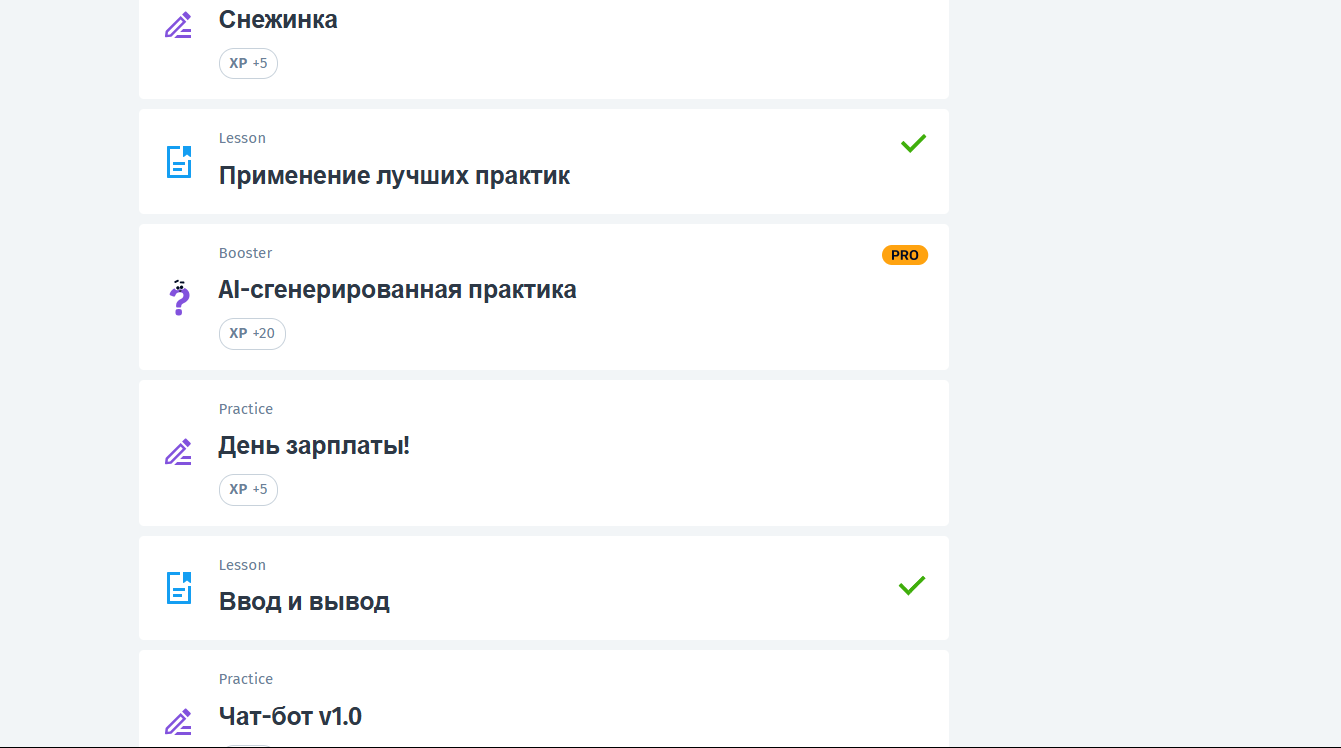 Снежинка
XP +5
Lesson
Применение лучших практик
Booster
PRO
AI-сгенерированная практика
XP +20
Practice
День зарплаты!
XP +5
Lesson
Ввод и вывод
Practice
Чат-бот v1.0